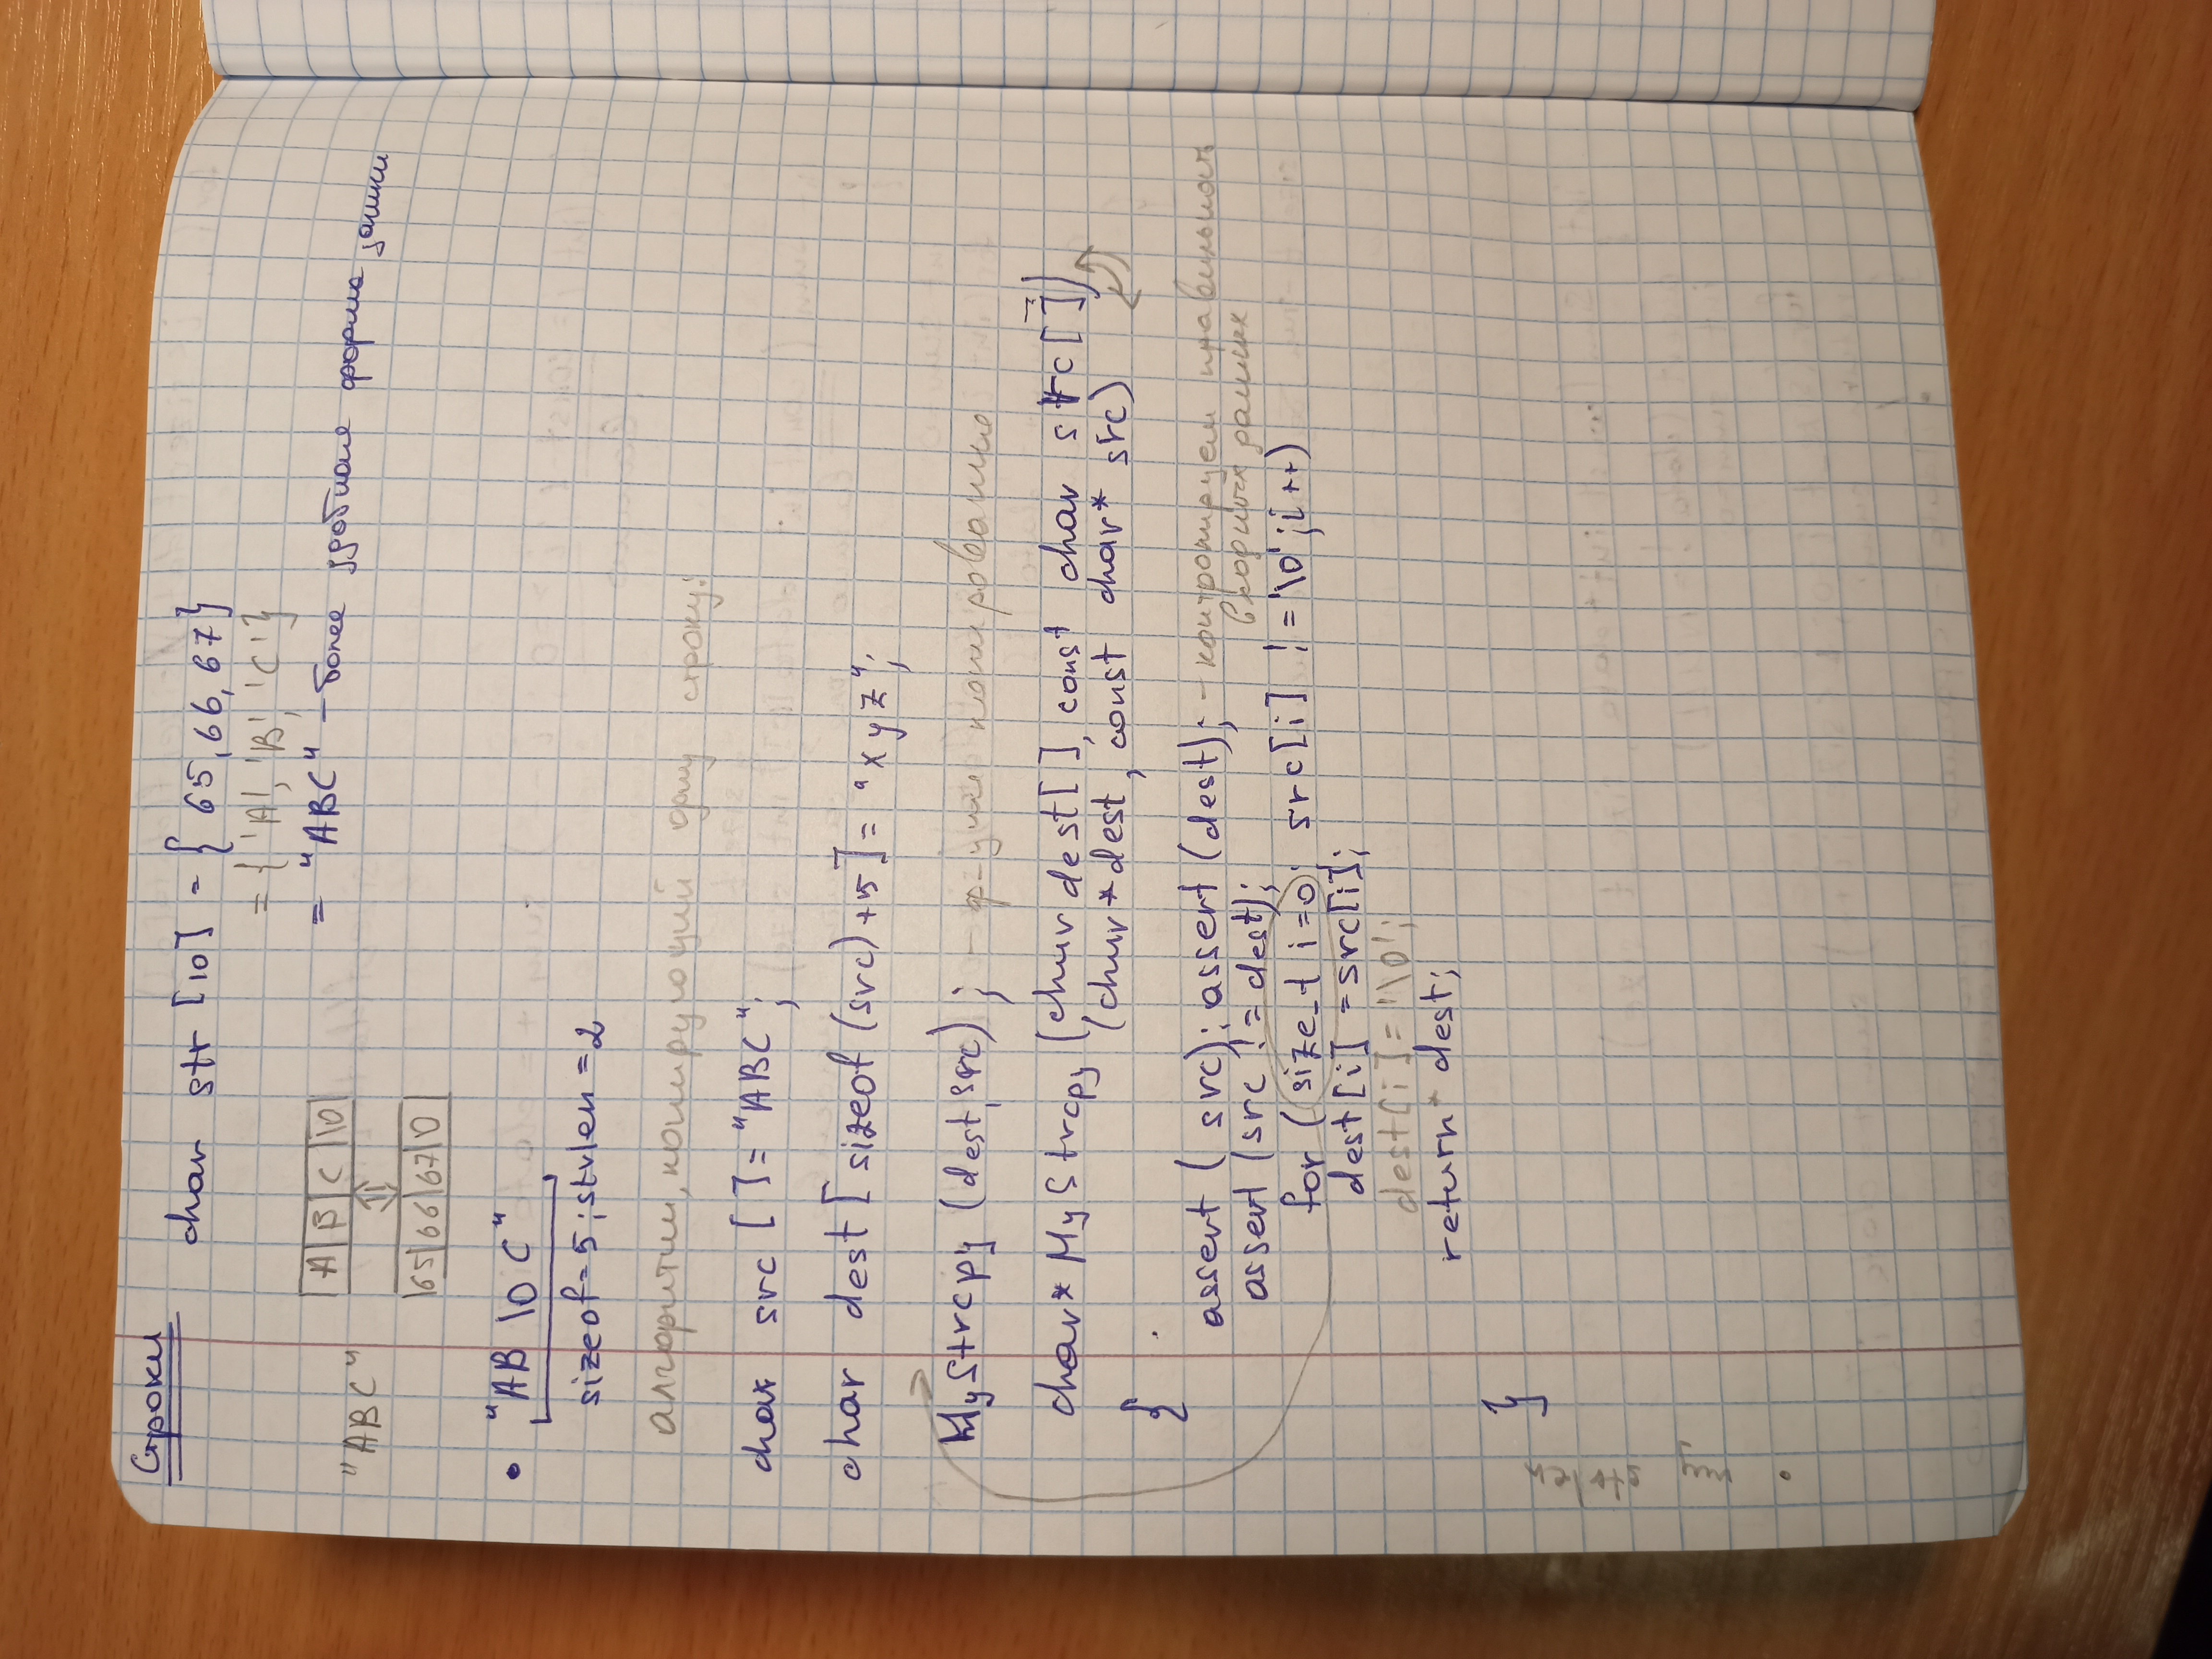 Строки
char str [10] = { 65, 66, 67}
= { 'A', 'B', 'C' }
= "ABC" – более удобная форма записи
"ABC"
A B C \0
65 66 67 0
• "AB \0 C"
sizeof = 5; strlen = 2
алгоритм, копирующий одну строку:
char src [ ] = "ABC";
char dest [sizeof (src) + 5] = "xyz";
MyStrcpy (dest, src); – ф-ция копирования
char* MyStrcpy (char dest[ ], const char src[ ])
(char* dest, const char* src)
{
assert ( src); assert (dest); – контролируем правильность
входных данных
assert (src != dest);
for ( size_t i = 0; src[i] != '\0'; i++)
dest[i] = src[i];
dest[i] = '\0';
return dest;
}
• my strlen